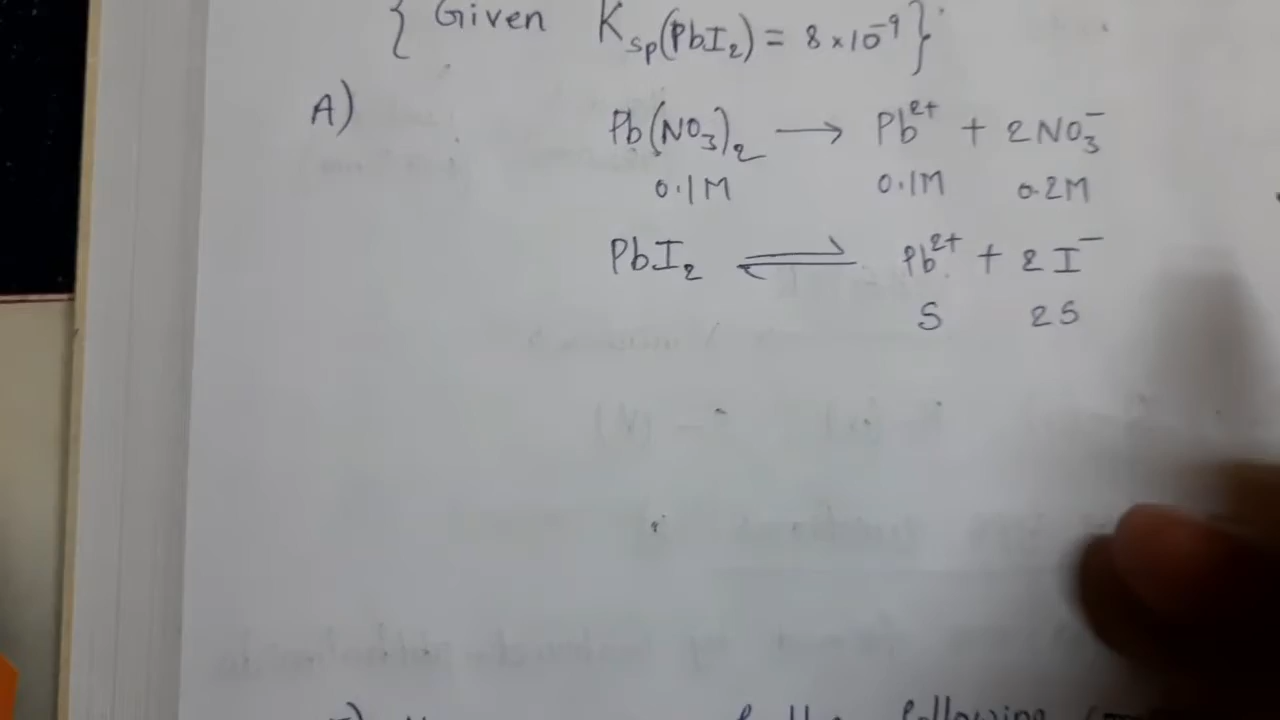 { Given Ksp(PbI₂) = 8 × 10⁻⁹ }
A) Pb(NO₃)₂ → Pb²⁺ + 2NO₃⁻
0.1M 0.1M 0.2M
PbI₂ ⇌ Pb²⁺ + 2I⁻
S 2S
following